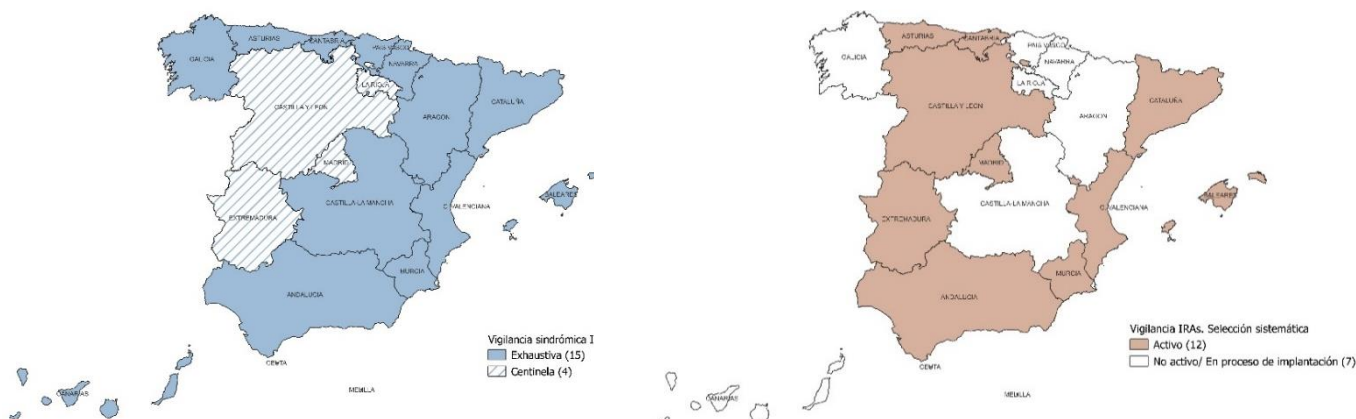 ASTURIAS
CANTABRIA
PAIS VASCO
GALICIA
NAVARRA
LA RIOJA
CATALUÑA
CASTILLA Y LEON
ARAGON
MADRID
BALEARES
CASTILLA-LA MANCHA
C. VALENCIANA
EXTREMADURA
MURCIA
ANDALUCIA
Vigilancia sindrómica I
Exhaustiva (15)
Centinela (4)
CEUTA
MELILLA
CANARIAS
ASTURIAS
CANTABRIA
PAIS VASCO
GALICIA
NAVARRA
LA RIOJA
CATALUÑA
CASTILLA Y LEON
ARAGON
MADRID
BALEARES
CASTILLA-LA MANCHA
C. VALENCIANA
EXTREMADURA
MURCIA
ANDALUCIA
Vigilancia IRAs. Selección sistemática
Activo (12)
No activo/ En proceso de implantación (7)
CEUTA
MELILLA
CANARIAS